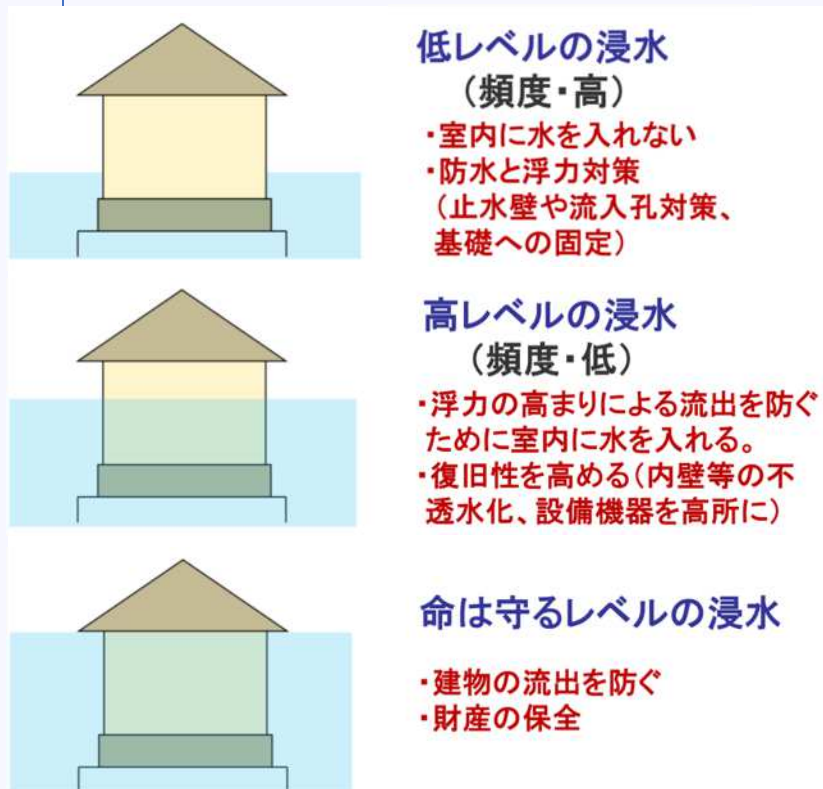 低レベルの浸水
（頻度・高）
・室内に水を入れない
・防水と浮力対策
（止水壁や流入孔対策、
基礎への固定）
高レベルの浸水
（頻度・低）
・浮力の高まりによる流出を防ぐ
ために室内に水を入れる。
・復旧性を高める（内壁等の不
透水化、設備機器を高所に）
命は守るレベルの浸水
・建物の流出を防ぐ
・財産の保全